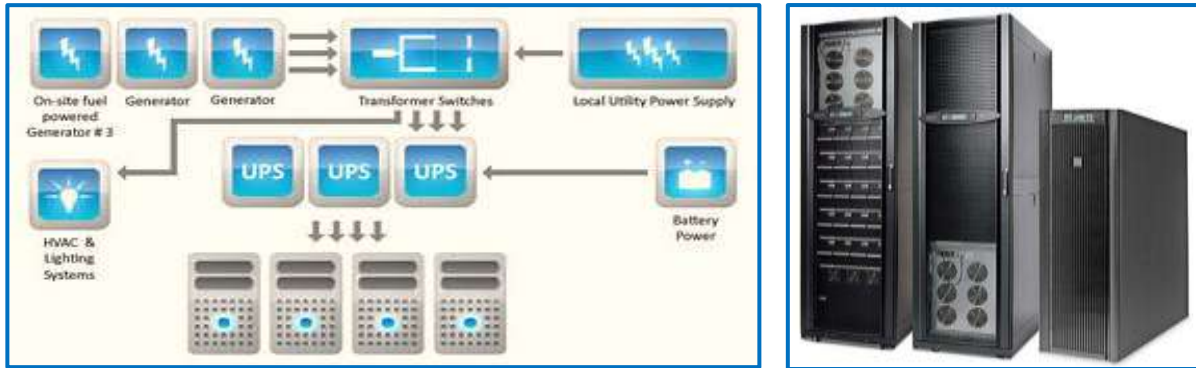 On-site fuel
powered
Generator # 3
Generator
Generator
Transformer Switches
Local Utility Power Supply
HVAC &
Lighting
Systems
UPS
UPS
UPS
Battery
Power